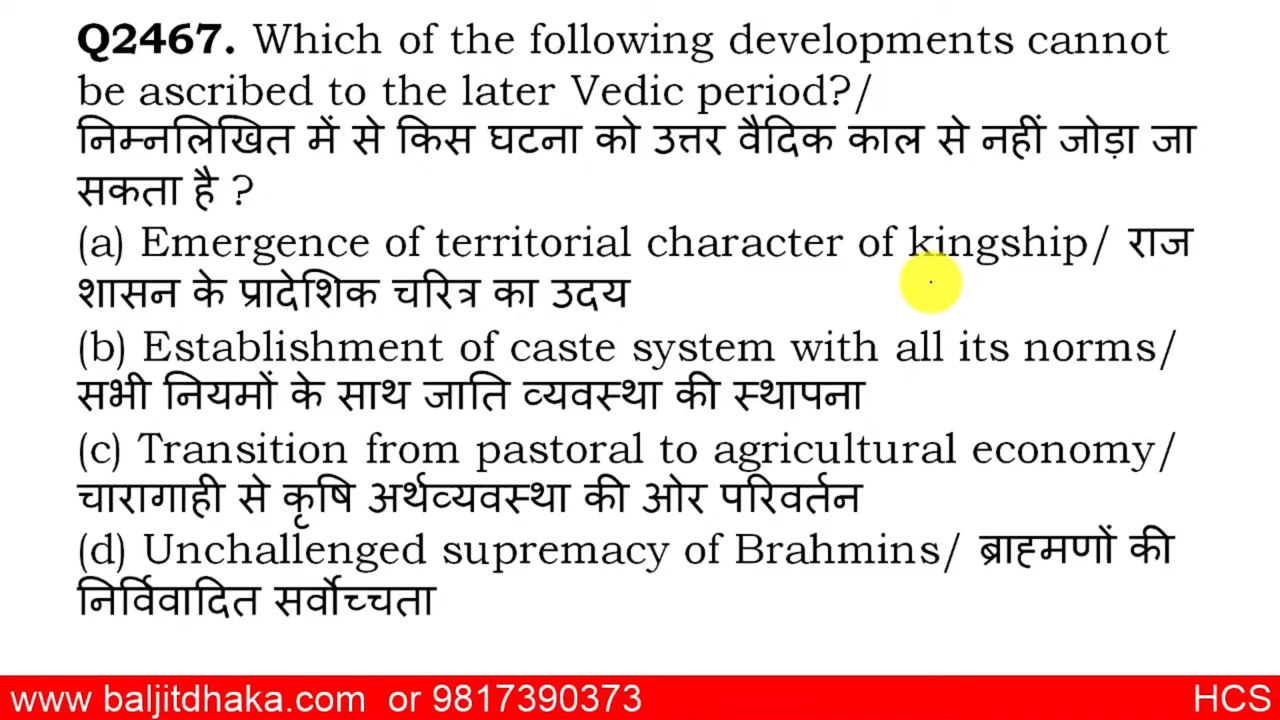 Q2467. Which of the following developments cannot
be ascribed to the later Vedic period?/
निम्नलिखित में से किस घटना को उत्तर वैदिक काल से नहीं जोड़ा जा
सकता है ?
(a) Emergence of territorial character of kingship/ राज
शासन के प्रादेशिक चरित्र का उदय
(b) Establishment of caste system with all its norms/
सभी नियमों के साथ जाति व्यवस्था की स्थापना
(c) Transition from pastoral to agricultural economy/
चारागाही से कृषि अर्थव्यवस्था की ओर परिवर्तन
(d) Unchallenged supremacy of Brahmins/ ब्राह्मणों की
निर्विवादित सर्वोच्चता
www.baljitdhaka.com or 9817390373 HCS